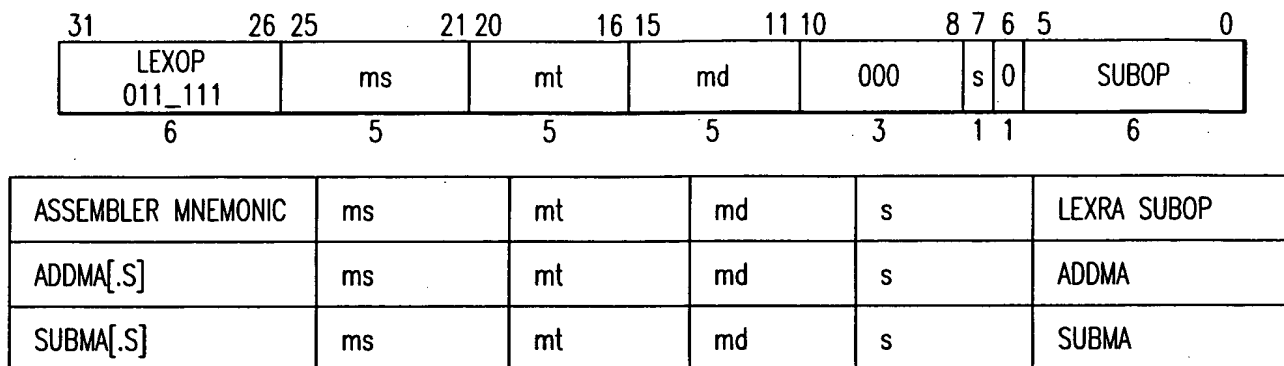 31 26 25 21 20 16 15 11 10 8 7 6 5 0
LEXOP
011_111 ms mt md 000 s 0 SUBOP
6 5 5 5 3 1 1 6
ASSEMBLER MNEMONIC ms mt md s LEXRA SUBOP
ADDMA[.S] ms mt md s ADDMA
SUBMA[.S] ms mt md s SUBMA